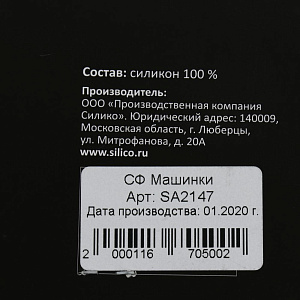 Состав: силикон 100 %
Производитель:
ООО «Производственная компания
Силико». Юридический адрес: 140009,
Московская область, г. Люберцы,
ул. Митрофанова, д. 20А
www.silico.ru
СФ Машинки
Арт: SA2147
Дата производства: 01.2020 г.
2 000116 705002